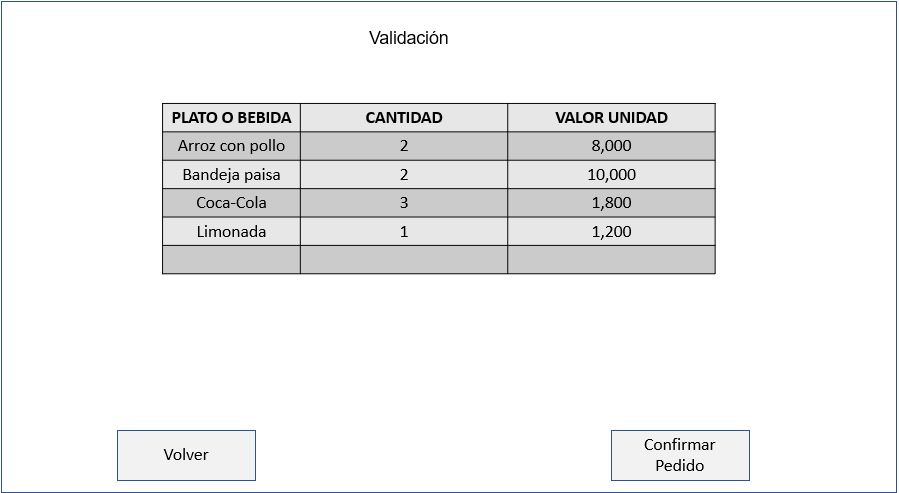 Validación
PLATO O BEBIDA CANTIDAD VALOR UNIDAD
Arroz con pollo 2 8,000
Bandeja paisa 2 10,000
Coca-Cola 3 1,800
Limonada 1 1,200
Volver
Confirmar
Pedido